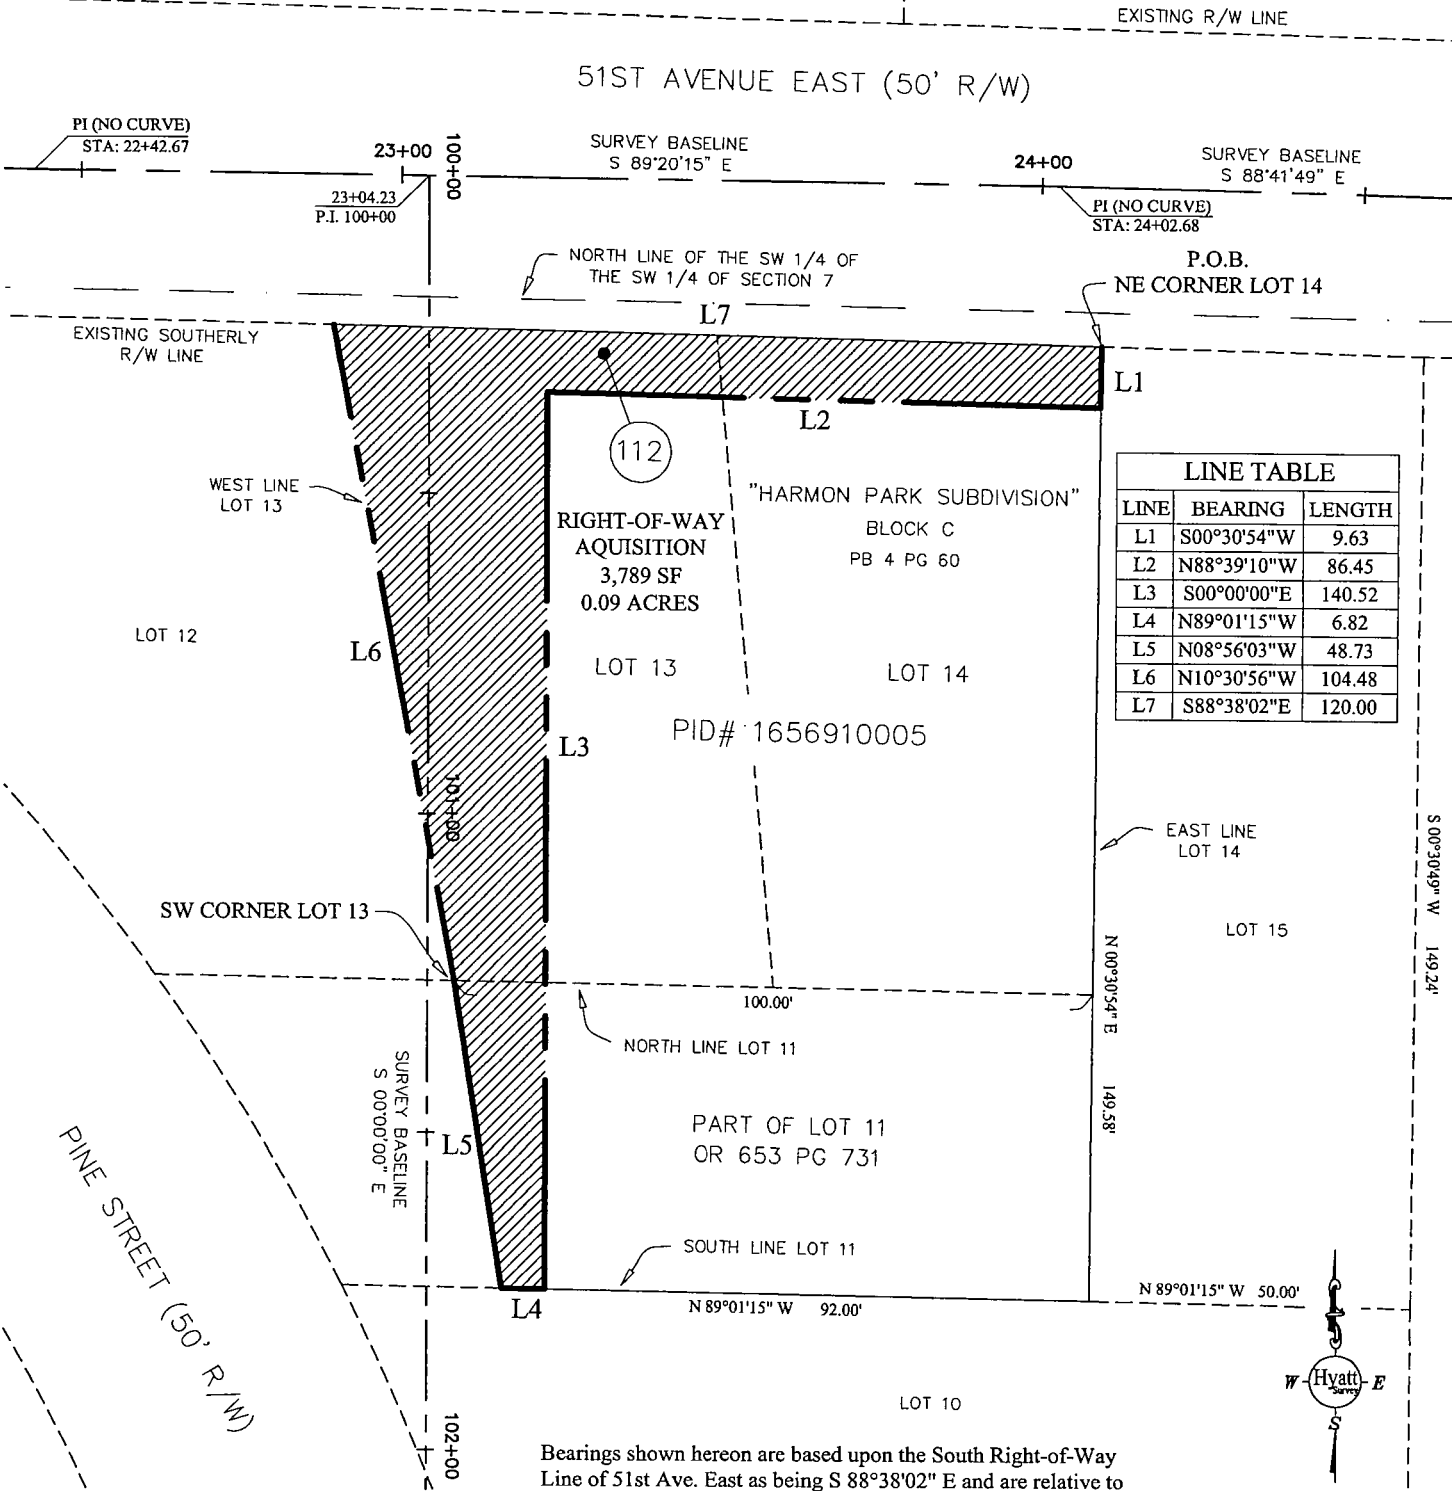 EXISTING R/W LINE
51ST AVENUE EAST (50' R/W)
PI (NO CURVE)
STA: 22+42.67
23+00
100+00
SURVEY BASELINE
S 89°20'15" E
24+00
SURVEY BASELINE
S 88°41'49" E
23+04.23
P.I. 100+00
PI (NO CURVE)
STA: 24+02.68
NORTH LINE OF THE SW 1/4 OF
THE SW 1/4 OF SECTION 7
P.O.B.
NE CORNER LOT 14
EXISTING SOUTHERLY
R/W LINE
L7
L1
L2
112
WEST LINE
LOT 13
"HARMON PARK SUBDIVISION"
BLOCK C
PB 4 PG 60
RIGHT-OF-WAY
AQUISITION
3,789 SF
0.09 ACRES
LINE TABLE
LINE BEARING LENGTH
L1 S00°30'54"W 9.63
L2 N88°39'10"W 86.45
L3 S00°00'00"E 140.52
L4 N89°01'15"W 6.82
L5 N08°56'03"W 48.73
L6 N10°30'56"W 104.48
L7 S88°38'02"E 120.00
LOT 12
L6
LOT 13
LOT 14
PID# 1656910005
L3
101+00
EAST LINE
LOT 14
S 00°30'49" W 149.24'
SW CORNER LOT 13
LOT 15
N 00°30'54" E 149.58'
100.00'
NORTH LINE LOT 11
SURVEY BASELINE
S 00°00'00" E
PART OF LOT 11
OR 653 PG 731
L5
PINE STREET (50' R/W)
SOUTH LINE LOT 11
L4
N 89°01'15" W 92.00'
N 89°01'15" W 50.00'
W Hyatt E
Survey
S
LOT 10
102+00
Bearings shown hereon are based upon the South Right-of-Way
Line of 51st Ave. East as being S 88°38'02" E and are relative to